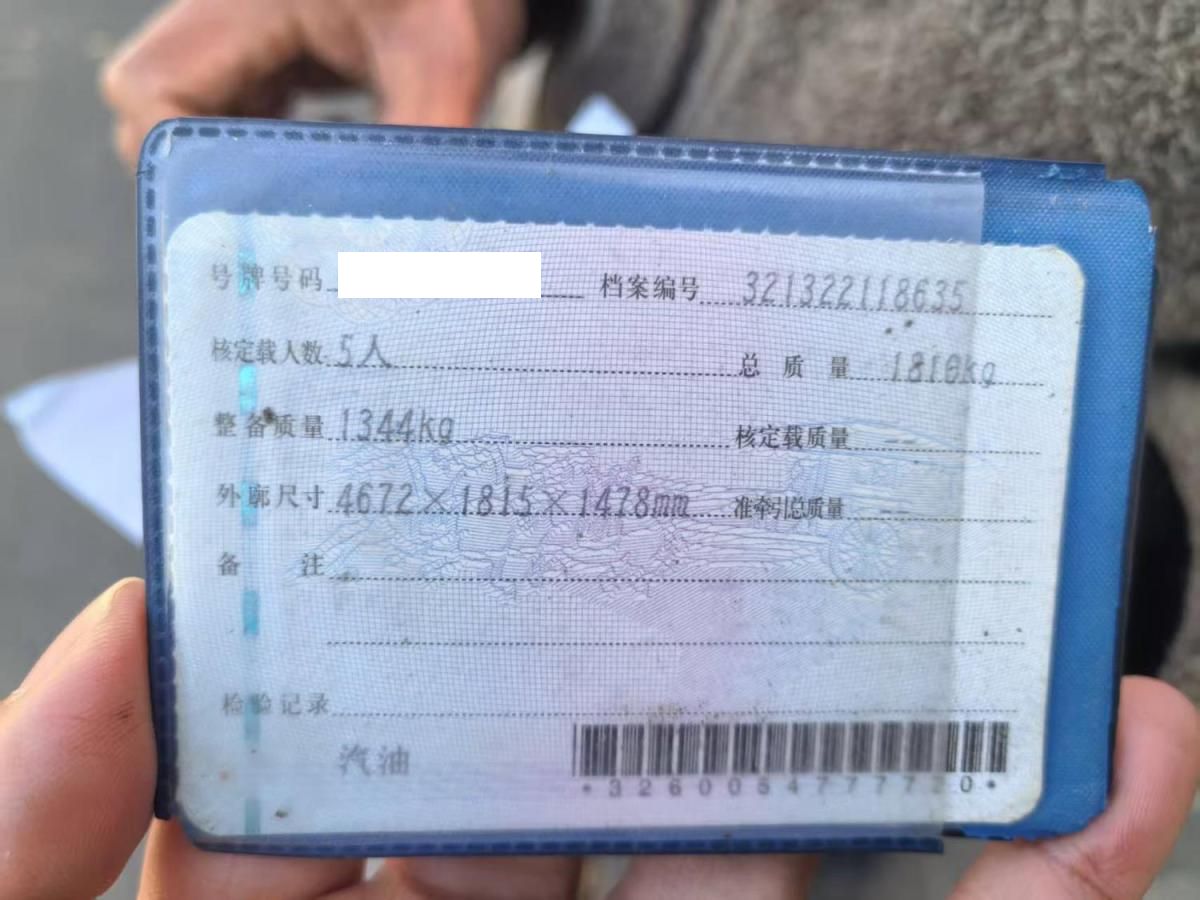 号牌号码 档案编号 321322118635
核定载人数 5人 总质量 1810kg
整备质量 1344kg 核定载质量 --
外廓尺寸 4672×1815×1478mm 准牵引总质量 --
备注
检验记录
汽油
*3260054777720*